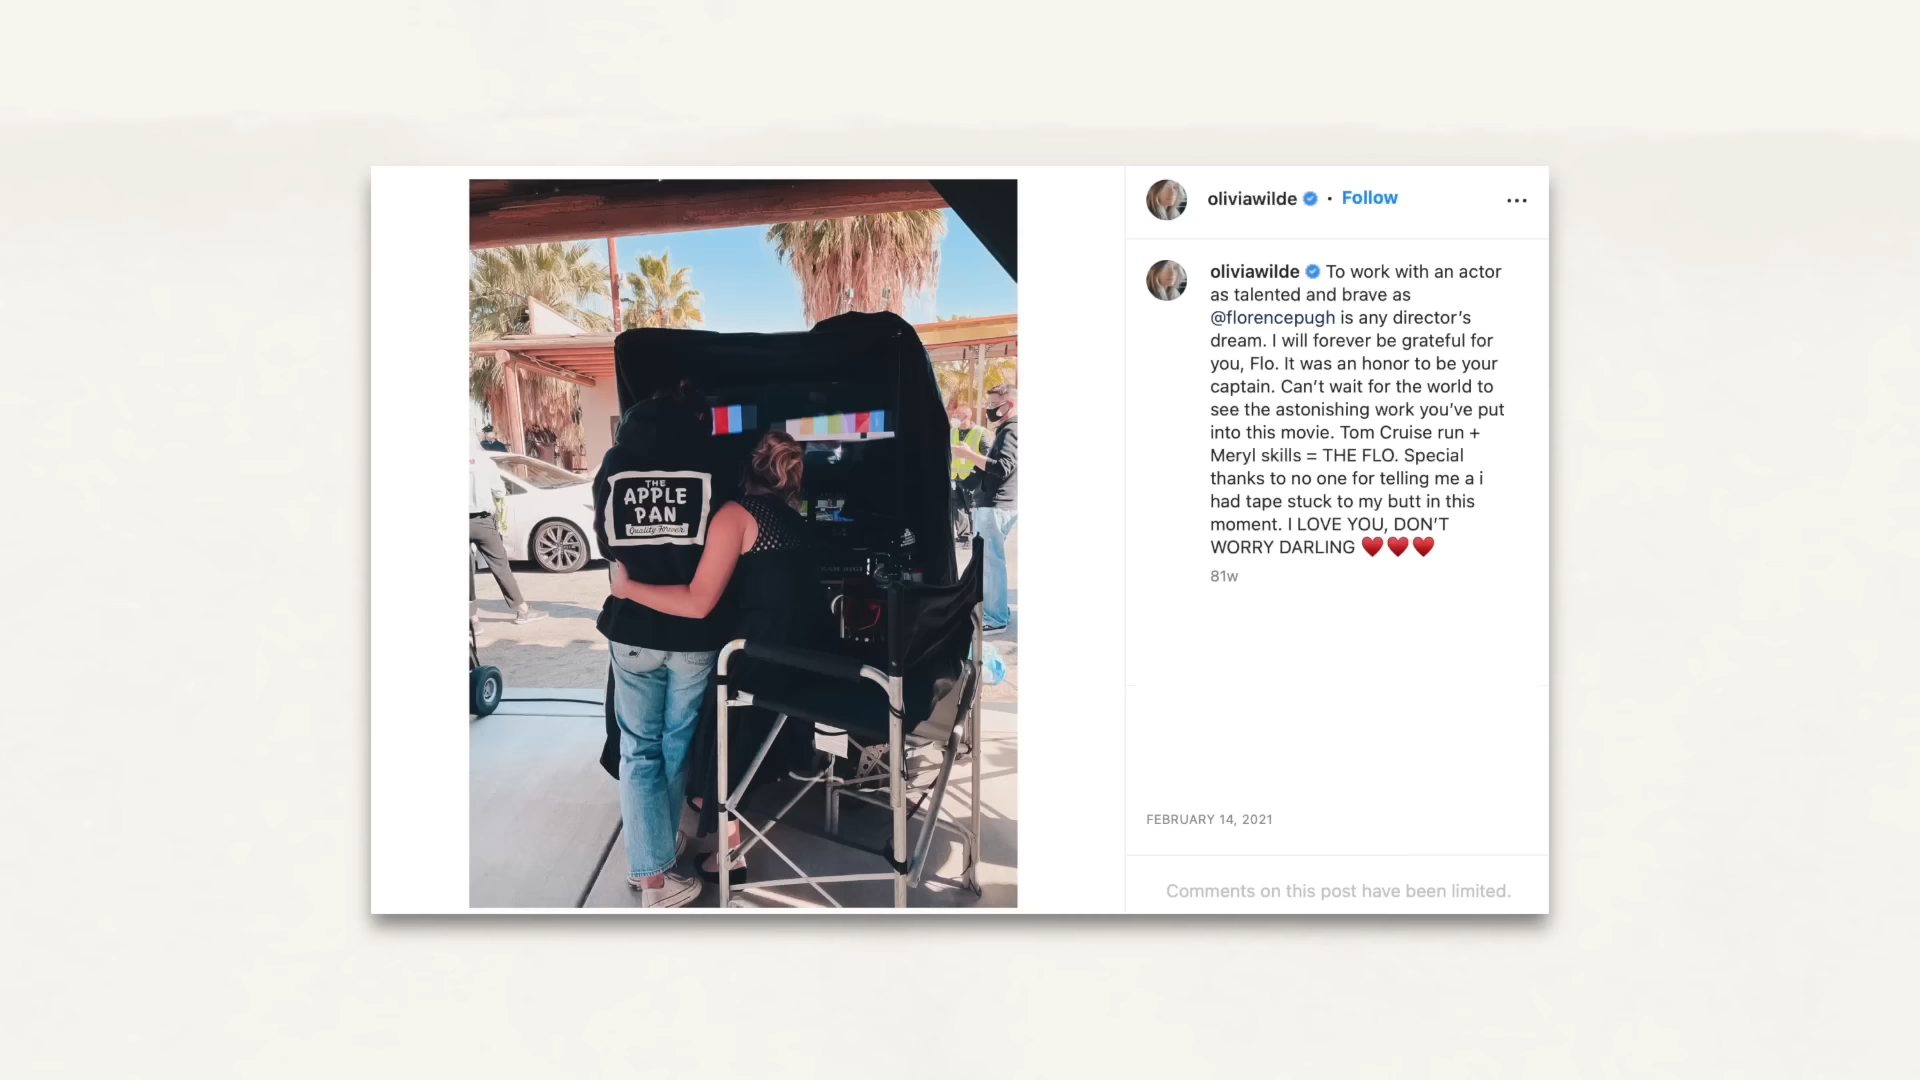 THE
APPLE
PAN
Quality Forever
oliviawilde • Follow
oliviawilde To work with an actor
as talented and brave as
@florencepugh is any director’s
dream. I will forever be grateful for
you, Flo. It was an honor to be your
captain. Can’t wait for the world to
see the astonishing work you’ve put
into this movie. Tom Cruise run +
Meryl skills = THE FLO. Special
thanks to no one for telling me a i
had tape stuck to my butt in this
moment. I LOVE YOU, DON’T
WORRY DARLING ♥️♥️♥️
81w
FEBRUARY 14, 2021
Comments on this post have been limited.